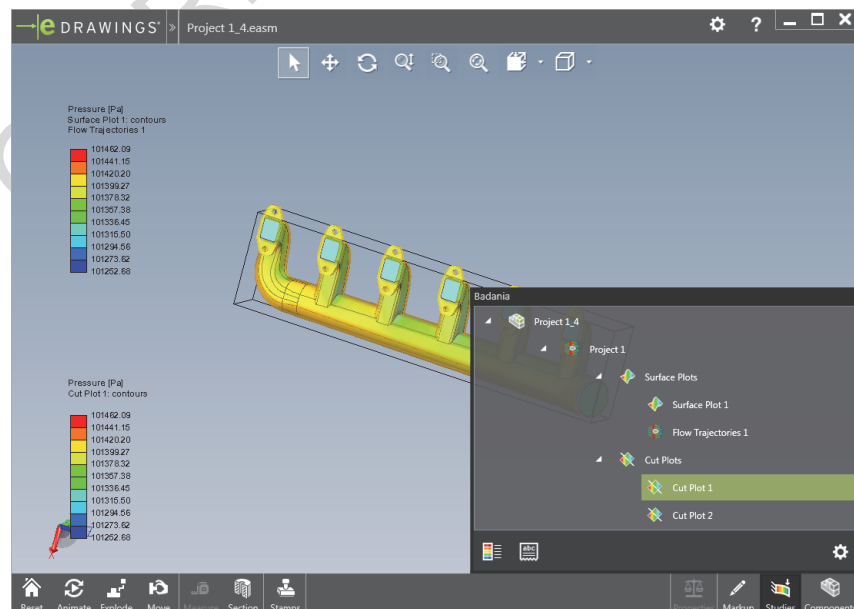 e DRAWINGS® » Project 1_4.easm ?
Pressure [Pa]
Surface Plot 1: contours
Flow Trajectories 1
101462.09
101441.15
101420.20
101399.27
101378.32
101357.38
101336.45
101315.50
101294.56
101273.62
101252.68
Pressure [Pa]
Cut Plot 1: contours
101462.09
101441.15
101420.20
101399.27
101378.32
101357.38
101336.45
101315.50
101294.56
101273.62
101252.68
Badania
Project 1_4
Project 1
Surface Plots
Surface Plot 1
Flow Trajectories 1
Cut Plots
Cut Plot 1
Cut Plot 2
abc
Reset Animate Explode Move Measure Section Stamps Properties Markup Studies Component